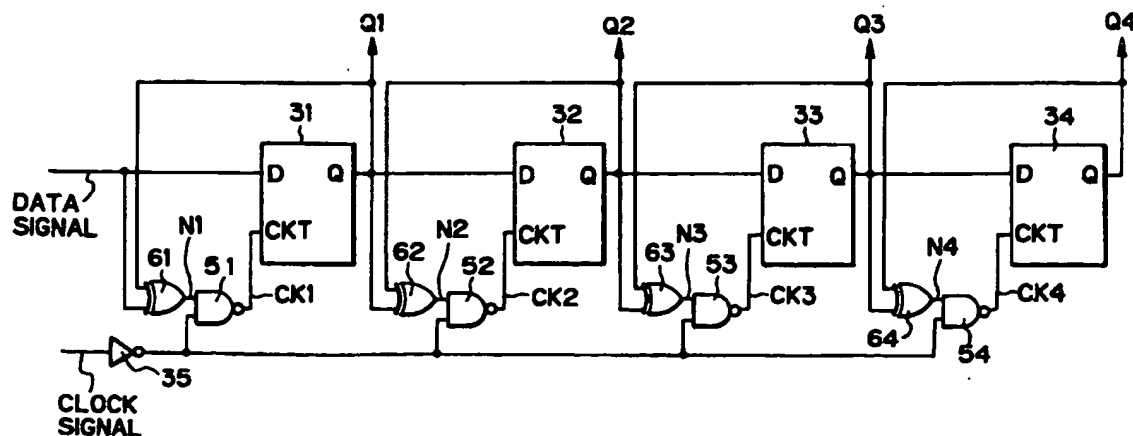 Q1 Q2 Q3 Q4
31 32 33 34
D Q D Q D Q D Q
DATA
SIGNAL
N1 CKT N2 CKT N3 CKT N4 CKT
61 51 62 52 63 53
CK1 CK2 CK3 CK4
64 54
35
CLOCK
SIGNAL